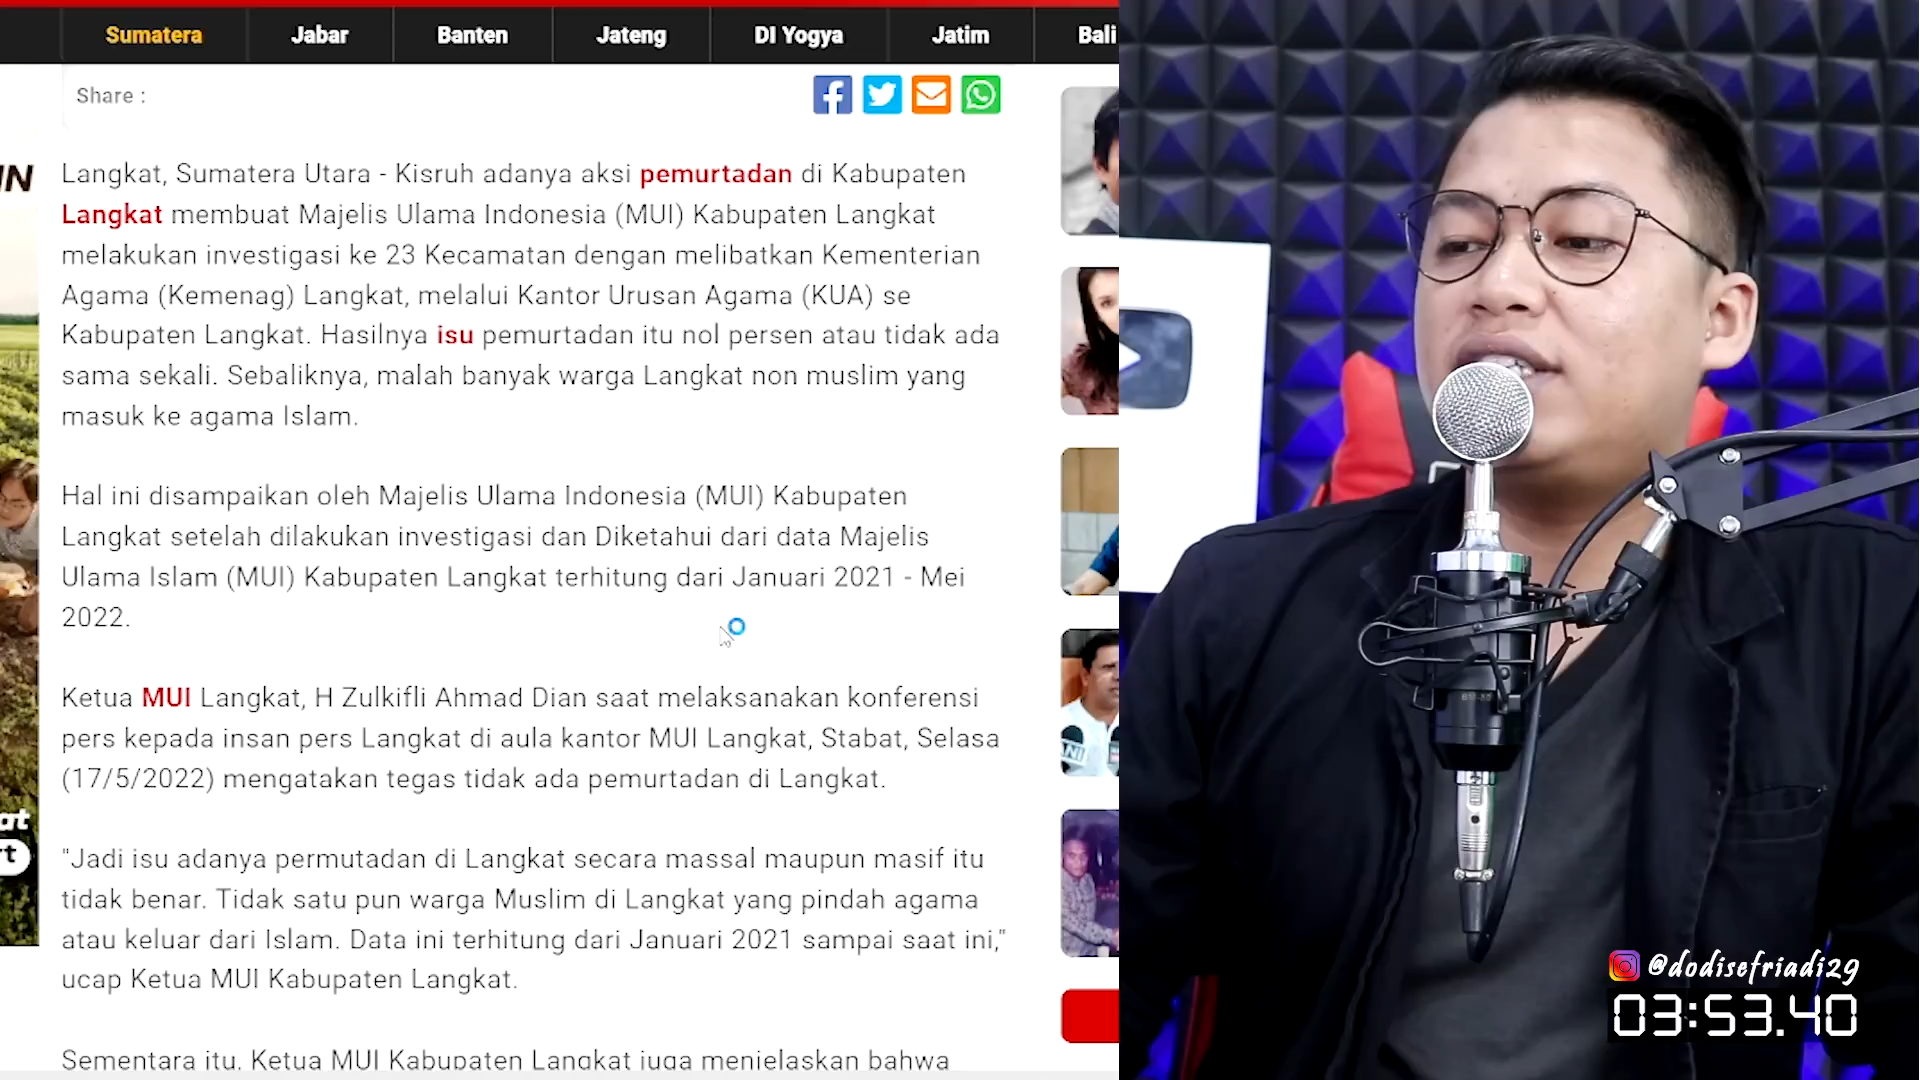 Sumatera Jabar Banten Jateng DI Yogya Jatim Bali
Share :
Langkat, Sumatera Utara - Kisruh adanya aksi pemurtadan di Kabupaten
Langkat membuat Majelis Ulama Indonesia (MUI) Kabupaten Langkat
melakukan investigasi ke 23 Kecamatan dengan melibatkan Kementerian
Agama (Kemenag) Langkat, melalui Kantor Urusan Agama (KUA) se
Kabupaten Langkat. Hasilnya isu pemurtadan itu nol persen atau tidak ada
sama sekali. Sebaliknya, malah banyak warga Langkat non muslim yang
masuk ke agama Islam.
Hal ini disampaikan oleh Majelis Ulama Indonesia (MUI) Kabupaten
Langkat setelah dilakukan investigasi dan Diketahui dari data Majelis
Ulama Islam (MUI) Kabupaten Langkat terhitung dari Januari 2021 - Mei
2022.
Ketua MUI Langkat, H Zulkifli Ahmad Dian saat melaksanakan konferensi
pers kepada insan pers Langkat di aula kantor MUI Langkat, Stabat, Selasa
(17/5/2022) mengatakan tegas tidak ada pemurtadan di Langkat.
"Jadi isu adanya permutadan di Langkat secara massal maupun masif itu
tidak benar. Tidak satu pun warga Muslim di Langkat yang pindah agama
atau keluar dari Islam. Data ini terhitung dari Januari 2021 sampai saat ini,"
ucap Ketua MUI Kabupaten Langkat.
Sementara itu, Ketua MUI Kabupaten Langkat juga menjelaskan bahwa
@dodisefriadi29
03:53.40